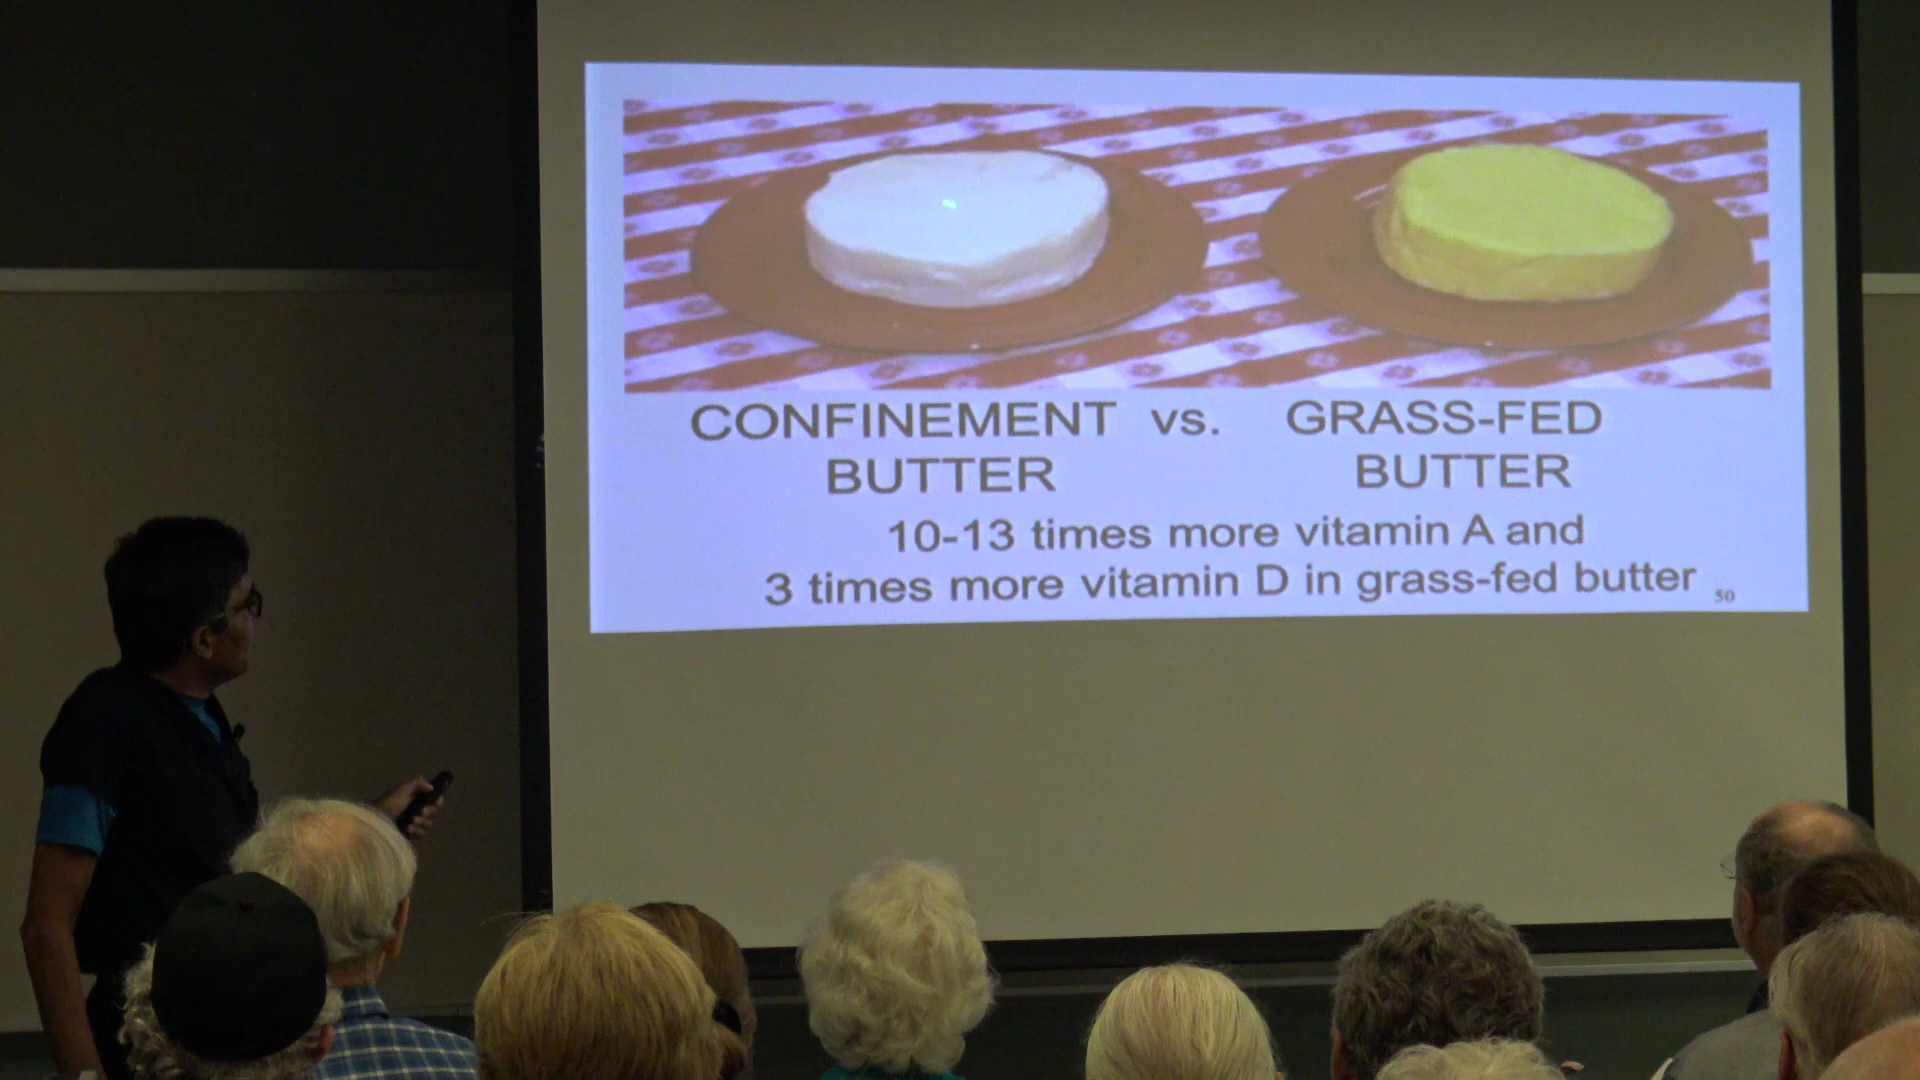 CONFINEMENT vs. GRASS-FED
BUTTER BUTTER
10-13 times more vitamin A and
3 times more vitamin D in grass-fed butter
50